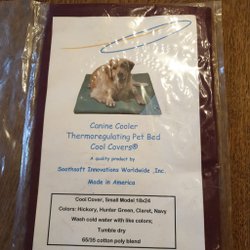 Canine Cooler
Thermoregulating Pet Bed
Cool Covers®
A quality product by
Soothsoft Innovations Worldwide ,Inc.
Made in America
Cool Cover, Small Model 18x24
Colors: Hickory, Hunter Green, Claret, Navy
Wash cold water with like colors;
Tumble dry
65/35 cotton poly blend